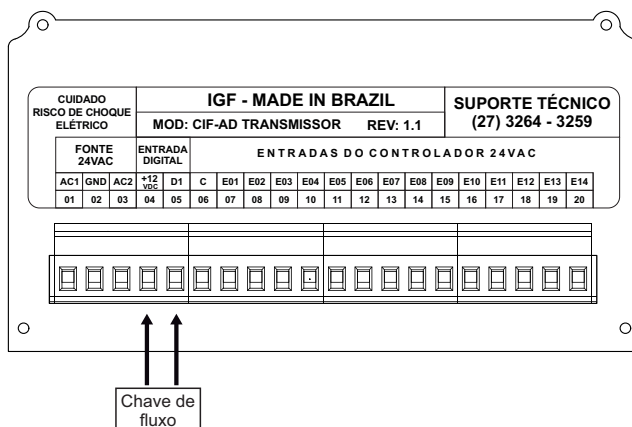 CUIDADO
RISCO DE CHOQUE
ELÉTRICO
IGF - MADE IN BRAZIL
MOD: CIF-AD TRANSMISSOR REV: 1.1
SUPORTE TÉCNICO
(27) 3264 - 3259
FONTE
24VAC
ENTRADA
DIGITAL
ENTRADAS DO CONTROLADOR 24VAC
AC1 GND AC2 +12 VDC D1 C E01 E02 E03 E04 E05 E06 E07 E08 E09 E10 E11 E12 E13 E14
01 02 03 04 05 06 07 08 09 10 11 12 13 14 15 16 17 18 19 20
Chave de
fluxo